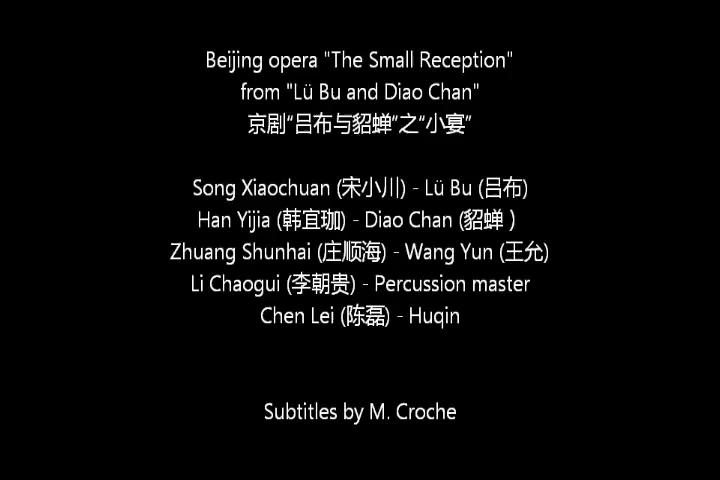 Beijing opera "The Small Reception"
from "Lü Bu and Diao Chan"
京剧“吕布与貂蝉“之“小宴”
Song Xiaochuan (宋小川) - Lü Bu (吕布)
Han Yijia (韩宜珈) - Diao Chan (貂蝉 )
Zhuang Shunhai (庄顺海) - Wang Yun (王允)
Li Chaogui (李朝贵) - Percussion master
Chen Lei (陈磊) - Huqin
Subtitles by M. Croche